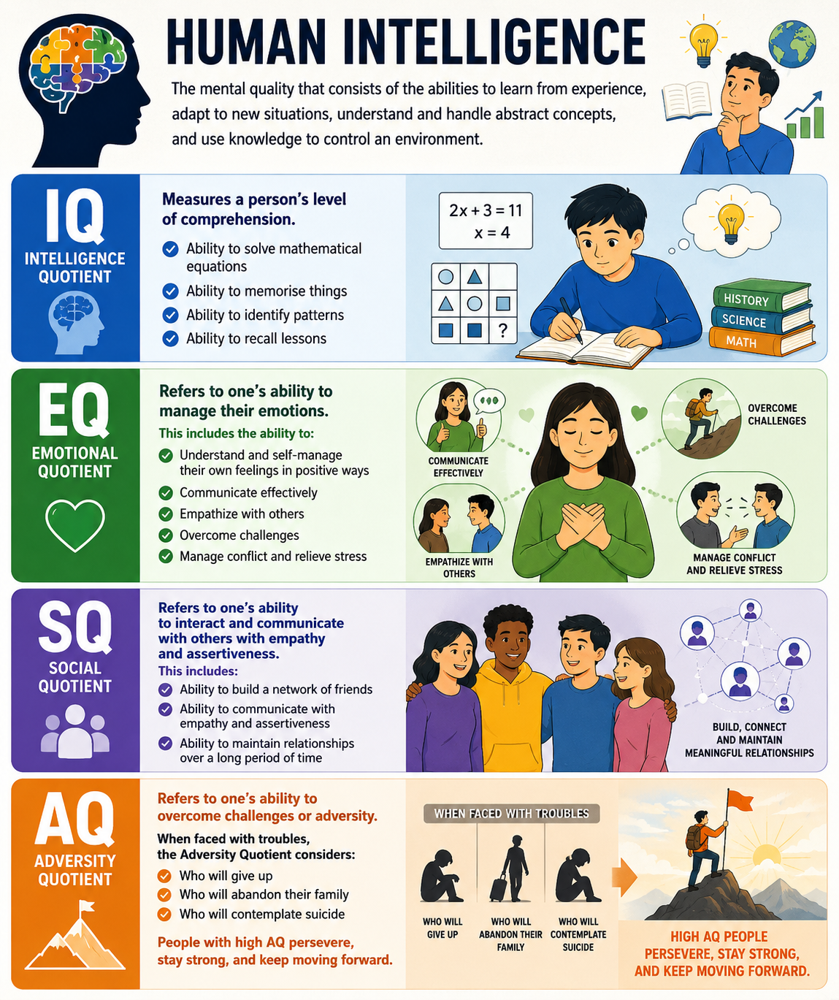 HUMAN INTELLIGENCE
The mental quality that consists of the abilities to learn from experience,
adapt to new situations, understand and handle abstract concepts,
and use knowledge to control an environment.
IQ
INTELLIGENCE
QUOTIENT
Measures a person's level
of comprehension.
Ability to solve mathematical
equations
Ability to memorise things
Ability to identify patterns
Ability to recall lessons
2x + 3 = 11
x = 4
?
HISTORY
SCIENCE
MATH
EQ
EMOTIONAL
QUOTIENT
Refers to one's ability to
manage their emotions.
This includes the ability to:
Understand and self-manage
their own feelings in positive ways
Communicate effectively
Empathize with others
Overcome challenges
Manage conflict and relieve stress
COMMUNICATE
EFFECTIVELY
OVERCOME
CHALLENGES
EMPATHIZE WITH
OTHERS
MANAGE CONFLICT
AND RELIEVE STRESS
SQ
SOCIAL
QUOTIENT
Refers to one's ability
to interact and communicate
with others with empathy
and assertiveness.
This includes:
Ability to build a network of friends
Ability to communicate with
empathy and assertiveness
Ability to maintain relationships
over a long period of time
BUILD, CONNECT
AND MAINTAIN
MEANINGFUL RELATIONSHIPS
AQ
ADVERSITY
QUOTIENT
Refers to one's ability to
overcome challenges or adversity.
When faced with troubles,
the Adversity Quotient considers:
Who will give up
Who will abandon their family
Who will contemplate suicide
People with high AQ persevere,
stay strong, and keep moving forward.
WHEN FACED WITH TROUBLES
WHO WILL
GIVE UP
WHO WILL
ABANDON THEIR
FAMILY
WHO WILL
CONTEMPLATE
SUICIDE
HIGH AQ PEOPLE
PERSEVERE, STAY STRONG,
AND KEEP MOVING FORWARD.